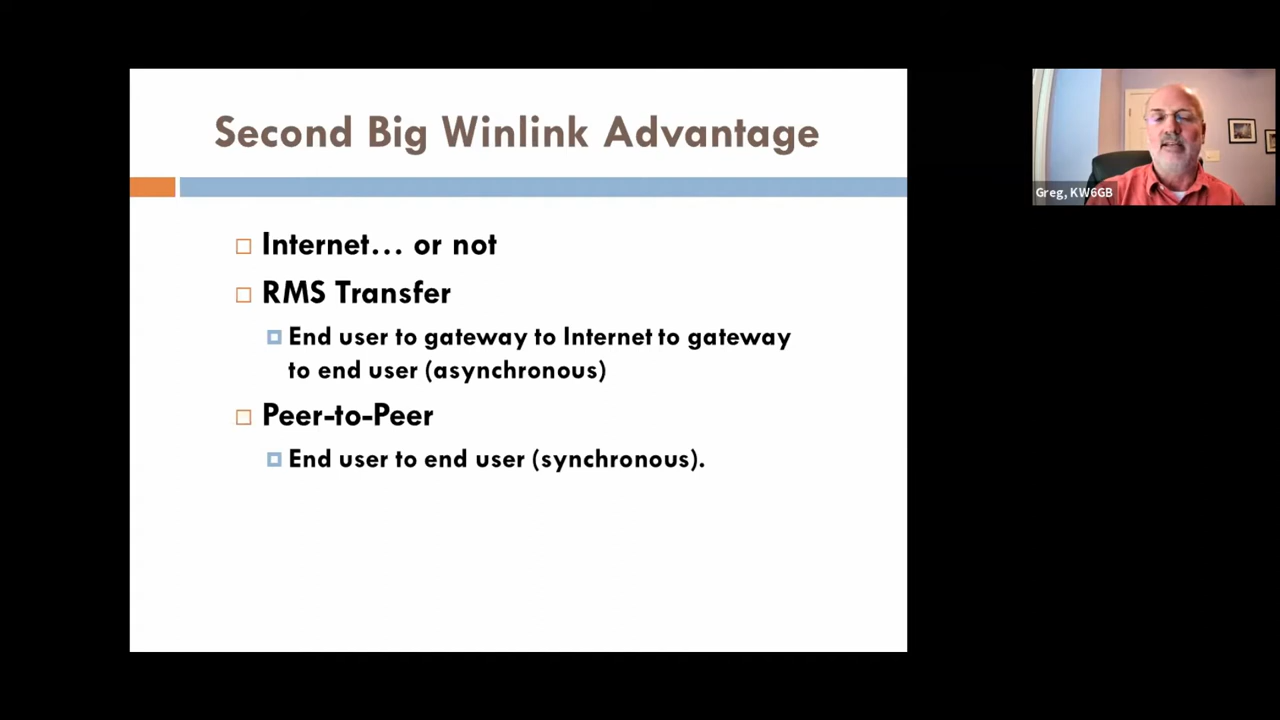 Second Big Winlink Advantage
Internet... or not
RMS Transfer
End user to gateway to Internet to gateway
to end user (asynchronous)
Peer-to-Peer
End user to end user (synchronous).
Greg, KW6GB